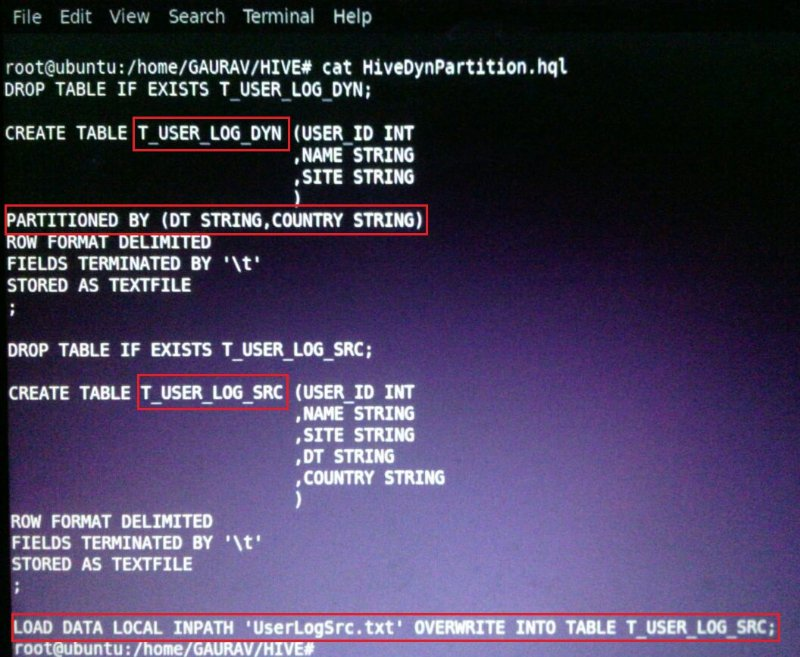 File Edit View Search Terminal Help
root@ubuntu:/home/GAURAV/HIVE# cat HiveDynPartition.hql
DROP TABLE IF EXISTS T_USER_LOG_DYN;
CREATE TABLE T_USER_LOG_DYN (USER_ID INT
,NAME STRING
,SITE STRING
)
PARTITIONED BY (DT STRING,COUNTRY STRING)
ROW FORMAT DELIMITED
FIELDS TERMINATED BY '\t'
STORED AS TEXTFILE
;
DROP TABLE IF EXISTS T_USER_LOG_SRC;
CREATE TABLE T_USER_LOG_SRC (USER_ID INT
,NAME STRING
,SITE STRING
,DT STRING
,COUNTRY STRING
)
ROW FORMAT DELIMITED
FIELDS TERMINATED BY '\t'
STORED AS TEXTFILE
;
LOAD DATA LOCAL INPATH 'UserLogSrc.txt' OVERWRITE INTO TABLE T_USER_LOG_SRC;
root@ubuntu:/home/GAURAV/HIVE#